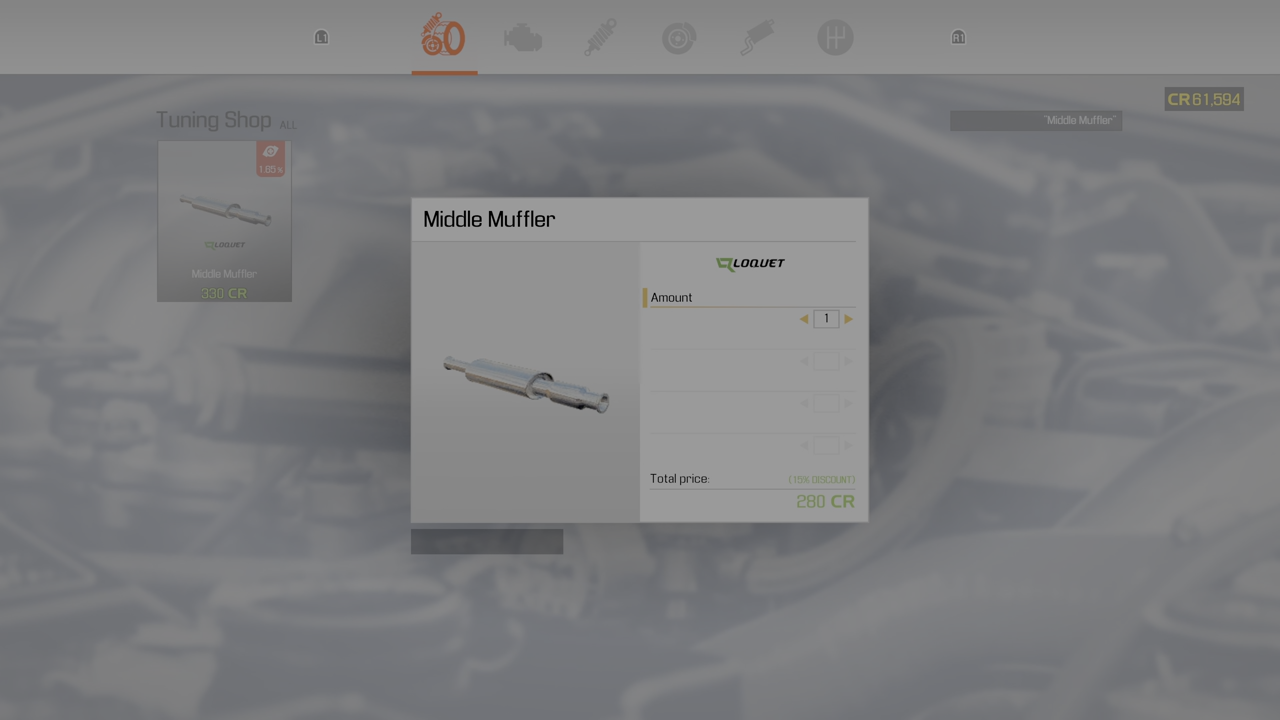 L1
R1
CR 61,594
Tuning Shop ALL
"Middle Muffler"
1.85 %
LOQUET
Middle Muffler
330 CR
Middle Muffler
LOQUET
Amount
1
Total price:
(15% DISCOUNT)
280 CR